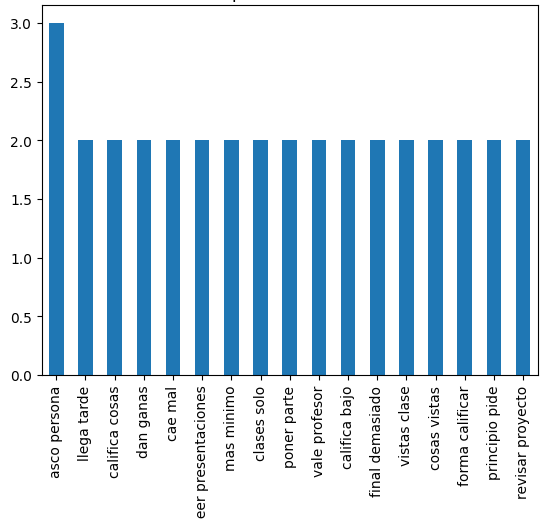 3.0
2.5
2.0
1.5
1.0
0.5
0.0
asco persona
llega tarde
califica cosas
dan ganas
cae mal
eer presentaciones
mas minimo
clases solo
poner parte
vale profesor
califica bajo
final demasiado
vistas clase
cosas vistas
forma calificar
principio pide
revisar proyecto